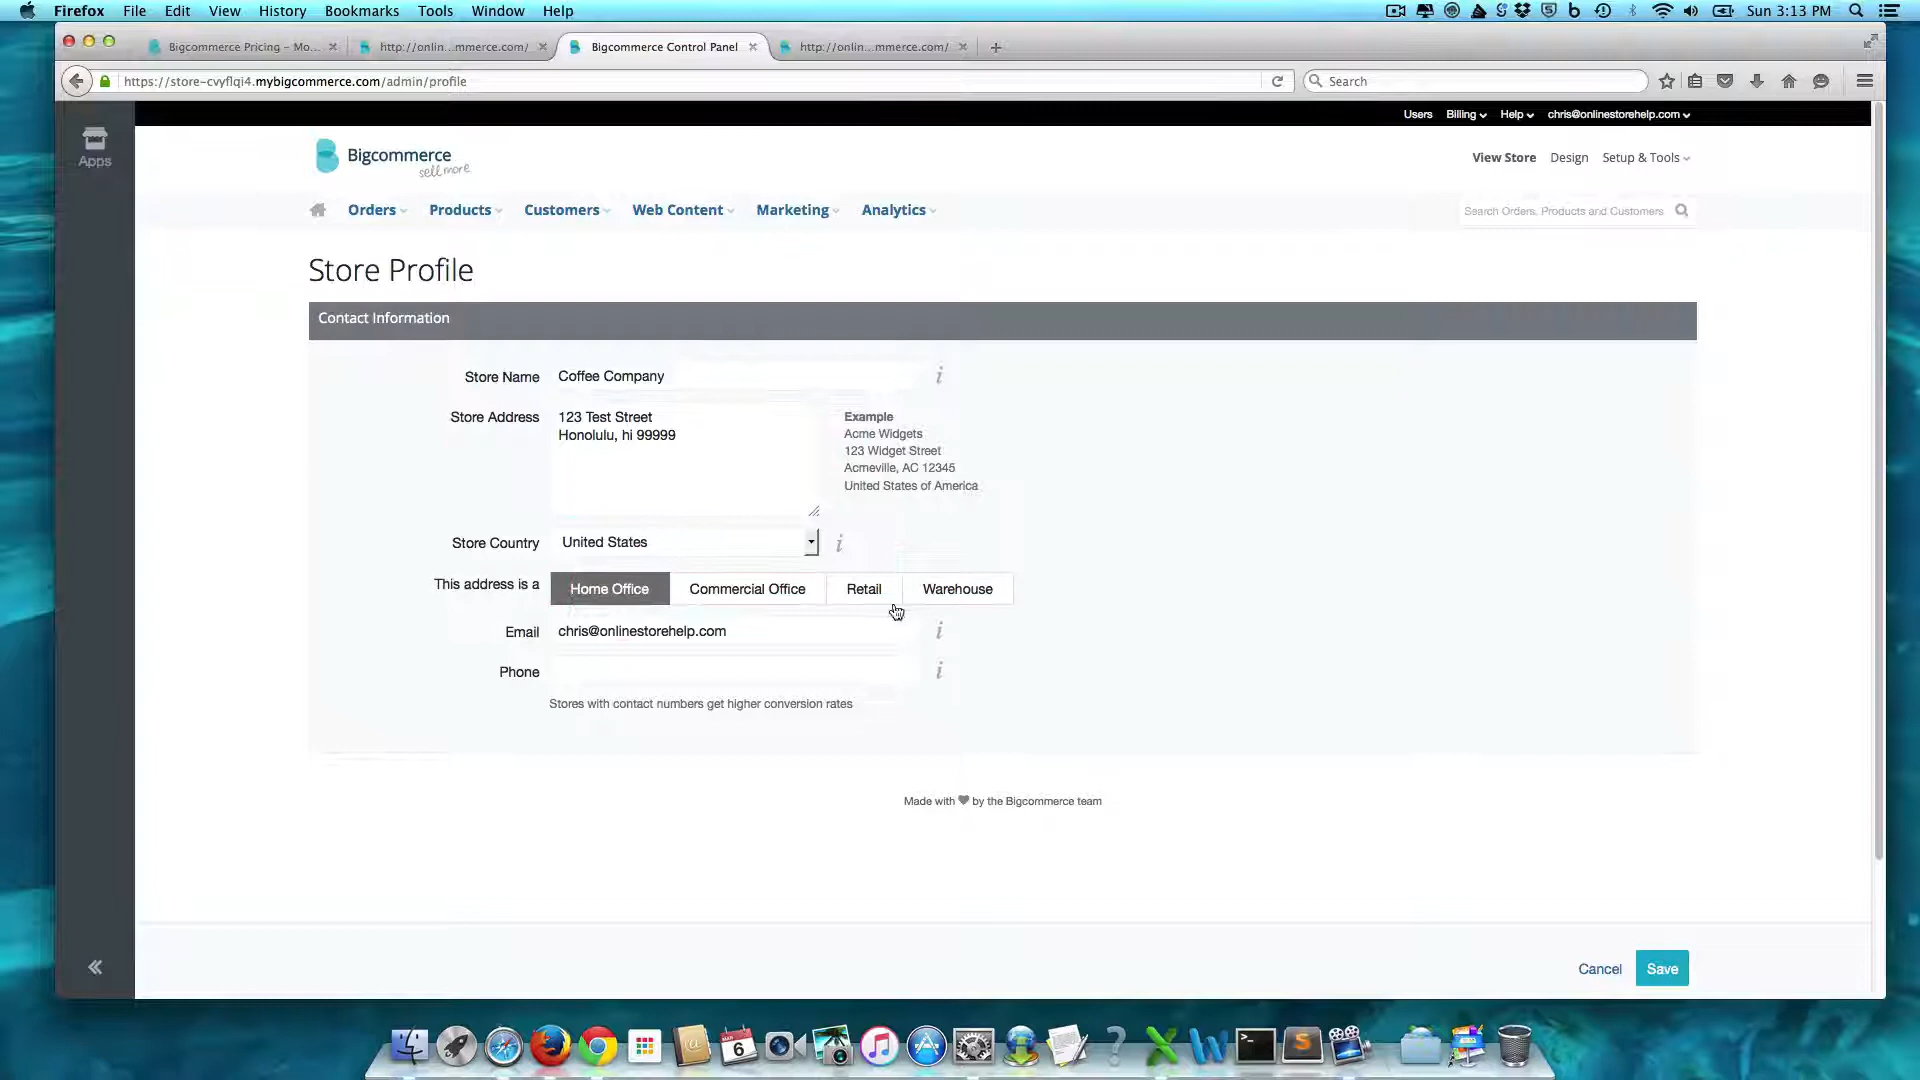 Firefox File Edit View History Bookmarks Tools Window Help Sun 3:13 PM
Bigcommerce Pricing – Mo... http://onlin...mmerce.com/ Bigcommerce Control Panel http://onlin...mmerce.com/
https://store-cvyflqi4.mybigcommerce.com/admin/profile Search
Users Billing Help chris@onlinestorehelp.com
Apps
Bigcommerce
sell more
View Store Design Setup & Tools
Orders Products Customers Web Content Marketing Analytics Search Orders, Products and Customers
Store Profile
Contact Information
Store Name Coffee Company i
Store Address 123 Test Street
Honolulu, hi 99999
Example
Acme Widgets
123 Widget Street
Acmeville, AC 12345
United States of America
Store Country United States i
This address is a Home Office Commercial Office Retail Warehouse
Email chris@onlinestorehelp.com i
Phone i
Stores with contact numbers get higher conversion rates
Made with ♥ by the Bigcommerce team
Cancel Save